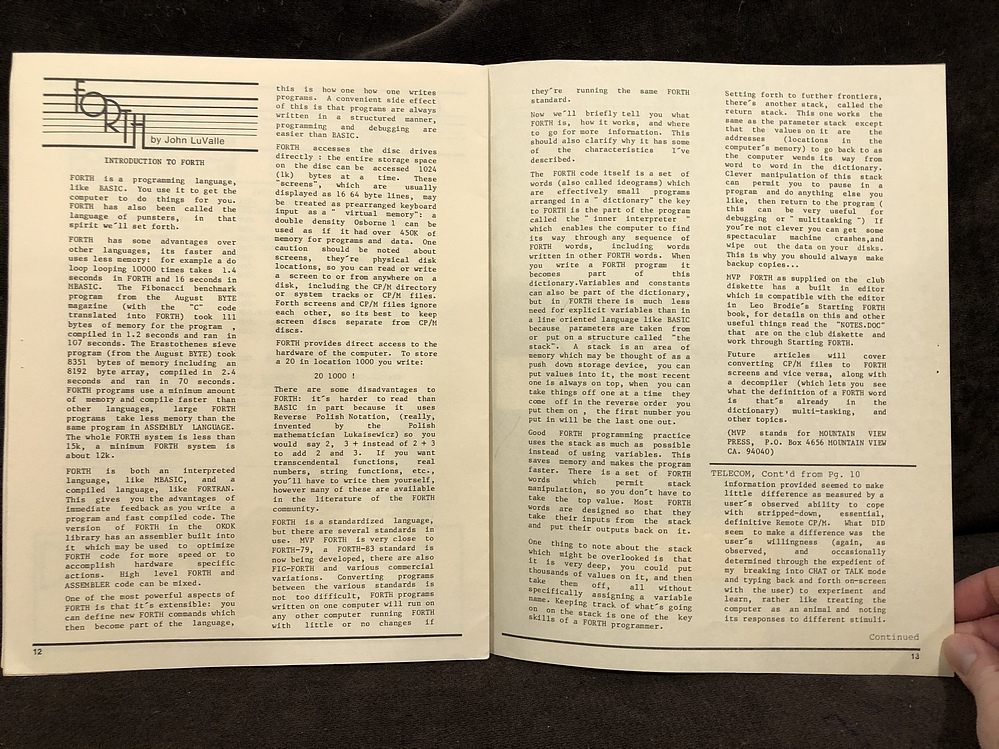 FORTH
by John LuValle
INTRODUCTION TO FORTH
FORTH is a programming language,
like BASIC. You use it to get the
computer to do things for you.
FORTH has also been called the
language of punsters, in that
spirit we'll set forth.
FORTH has some advantages over
other languages, its faster and
uses less memory: for example a do
loop looping 10000 times takes 1.4
seconds in FORTH and 16 seconds in
MBASIC. The Fibonacci benchmark
program from the August BYTE
magazine (with the "C" code
translated into FORTH) took 111
bytes of memory for the program ,
compiled in 1.2 seconds and ran in
107 seconds. The Erastothenes sieve
program (from the August BYTE) took
8351 bytes of memory including an
8192 byte array, compiled in 2.4
seconds and ran in 70 seconds.
FORTH programs use a minimum amount
of memory and compile faster than
other languages, large FORTH
programs take less memory than the
same program in ASSEMBLY LANGUAGE.
The whole FORTH system is less than
15k, a minimum FORTH system is
about 12k.
FORTH is both an interpreted
language, like MBASIC, and a
compiled language, like FORTRAN.
This gives you the advantages of
immediate feedback as you write a
program and fast compiled code. The
version of FORTH in the OKOK
library has an assembler built into
it which may be used to optimize
FORTH code for more speed or to
accomplish hardware specific
actions. High level FORTH and
ASSEMBLER code can be mixed.
One of the most powerful aspects of
FORTH is that it's extensible: you
can define new FORTH commands which
then become part of the language,
12
this is how one how one writes
programs. A convenient side effect
of this is that programs are always
written in a structured manner,
programming and debugging are
easier than BASIC.
FORTH accesses the disc drives
directly : the entire storage space
on the disc can be accessed 1024
(1k) bytes at a time. These
"screens", which are usually
displayed as 16 64 byte lines, may
be treated as prearranged keyboard
input as a " virtual memory": a
double density Osborne 1 can be
used as if it had over 450K of
memory for programs and data. One
caution should be noted about
screens, they're physical disk
locations, so you can read or write
a screen to or from anywhere on a
disk, including the CP/M directory
or system tracks or CP/M files.
Forth screens and CP/M files ignore
each other, so its best to keep
screen discs separate from CP/M
discs.
FORTH provides direct access to the
hardware of the computer. To store
a 20 in location 1000 you write:
20 1000 !
There are some disadvantages to
FORTH: it's harder to read than
BASIC in part because it uses
Reverse Polish Notation, (really,
invented by the Polish
mathematician Lukaisewicz) so you
would say 2, 3 + instead of 2 + 3
to add 2 and 3. If you want
transcendental functions, real
numbers, string functions, etc.,
you'll have to write them yourself,
however many of these are available
in the literature of the FORTH
community.
FORTH is a standardized language,
but there are several standards in
use. MVP FORTH is very close to
FORTH-79, a FORTH-83 standard is
now being developed, there are also
FIG-FORTH and various commercial
variations. Converting programs
between the various standards is
not too difficult, FORTH programs
written on one computer will run on
any other computer running FORTH
with little or no changes if
they're running the same FORTH
standard.
Now we'll briefly tell you what
FORTH is, how it works, and where
to go for more information. This
should also clarify why it has some
of the characteristics I've
described.
The FORTH code itself is a set of
words (also called ideograms) which
are effectively small programs
arranged in a " dictionary" the key
to FORTH is the part of the program
called the " inner interpreter "
which enables the computer to find
its way through any sequence of
FORTH words, including words
written in other FORTH words. When
you write a FORTH program it
becomes part of this
dictionary.Variables and constants
can also be part of the dictionary,
but in FORTH there is much less
need for explicit variables than in
a line oriented language like BASIC
because parameters are taken from
or put on a structure called "the
stack". A stack is an area of
memory which may be thought of as a
push down storage device, you can
put values into it, the most recent
one is always on top, when you can
take things off one at a time they
come off in the reverse order you
put them on , the first number you
put in will be the last one out.
Good FORTH programming practice
uses the stack as much as possible
instead of using variables. This
saves memory and makes the program
faster. There is a set of FORTH
words which permit stack
manipulation, so you don't have to
take the top value. Most FORTH
words are designed so that they
take their inputs from the stack
and put their outputs back on it.
One thing to note about the stack
which might be overlooked is that
it is very deep, you could put
thousands of values on it, and then
take them off, all without
specifically assigning a variable
name. Keeping track of what's going
on on the stack is one of the key
skills of a FORTH programmer.
Setting forth to further frontiers,
there's another stack, called the
return stack. This one works the
same as the parameter stack except
that the values on it are the
addresses (locations in the
computer's memory) to go back to as
the computer wends its way from
word to word in the dictionary.
Clever manipulation of this stack
can permit you to pause in a
program and do anything else you
like, then return to the program (
this can be very useful for
debugging or " multitasking ") If
you're not clever you can get some
spectacular machine crashes,and
wipe out the data on your disks.
This is why you should always make
backup copies...
MVP FORTH as supplied on the club
diskette has a built in editor
which is compatible with the editor
in Leo Brodie's Starting FORTH
book, for details on this and other
useful things read the "NOTES.DOC"
that are on the club diskette and
work through Starting FORTH.
Future articles will cover
converting CP/M files to FORTH
screens and vice versa, along with
a decompiler (which lets you see
what the definition of a FORTH word
is that's already in the
dictionary) multi-tasking, and
other topics.
(MVP stands for MOUNTAIN VIEW
PRESS, P.O. Box 4656 MOUNTAIN VIEW
CA. 94040)
TELECOM, Cont'd from Pg. 10
information provided seemed to make
little difference as measured by a
user's observed ability to cope
with stripped-down, essential,
definitive Remote CP/M. What DID
seem to make a difference was the
user's willingness (again, as
observed, and occasionally
determined through the expedient of
my breaking into CHAT or TALK mode
and typing back and forth on-screen
with the user) to experiment and
learn, rather like treating the
computer as an animal and noting
its responses to different stimuli.
Continued
13